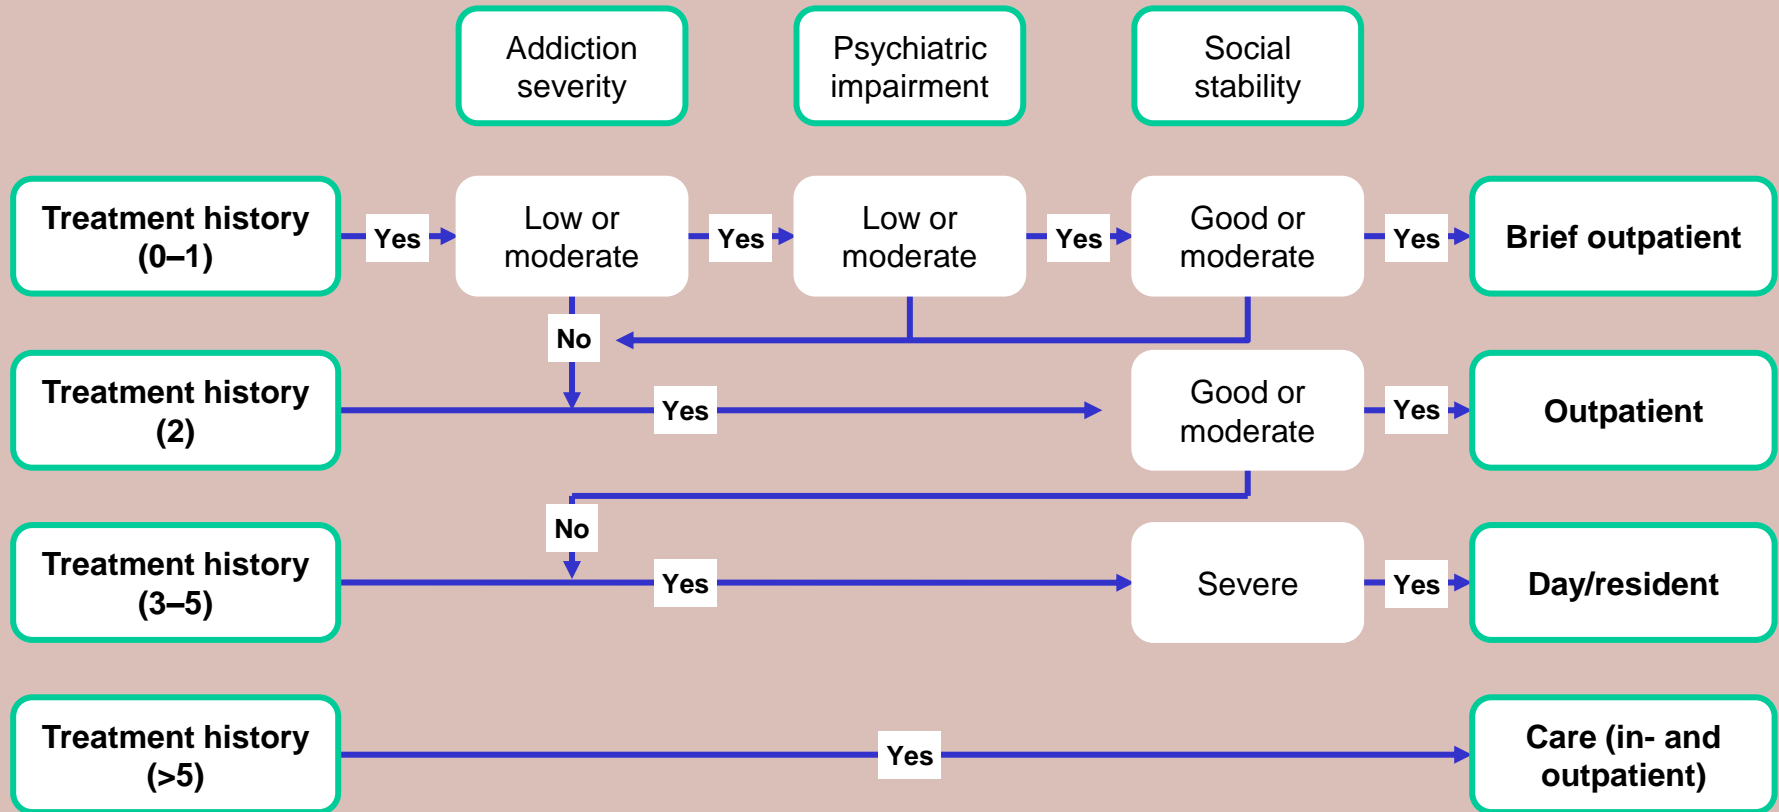 Addiction
severity
Psychiatric
impairment
Social
stability
Treatment history
(0–1)
Yes
Low or
moderate
Yes
Low or
moderate
Yes
Good or
moderate
Yes
Brief outpatient
No
Treatment history
(2)
Yes
Good or
moderate
Yes
Outpatient
No
Treatment history
(3–5)
Yes
Severe
Yes
Day/resident
Treatment history
(>5)
Yes
Care (in- and
outpatient)